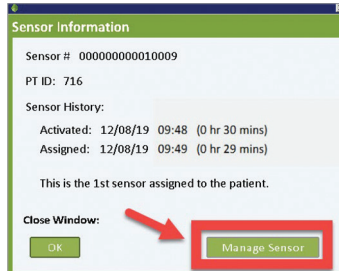 Sensor Information
Sensor # 000000000010009
PT ID: 716
Sensor History:
Activated: 12/08/19 09:48 (0 hr 30 mins)
Assigned: 12/08/19 09:49 (0 hr 29 mins)
This is the 1st sensor assigned to the patient.
Close Window:
OK
Manage Sensor